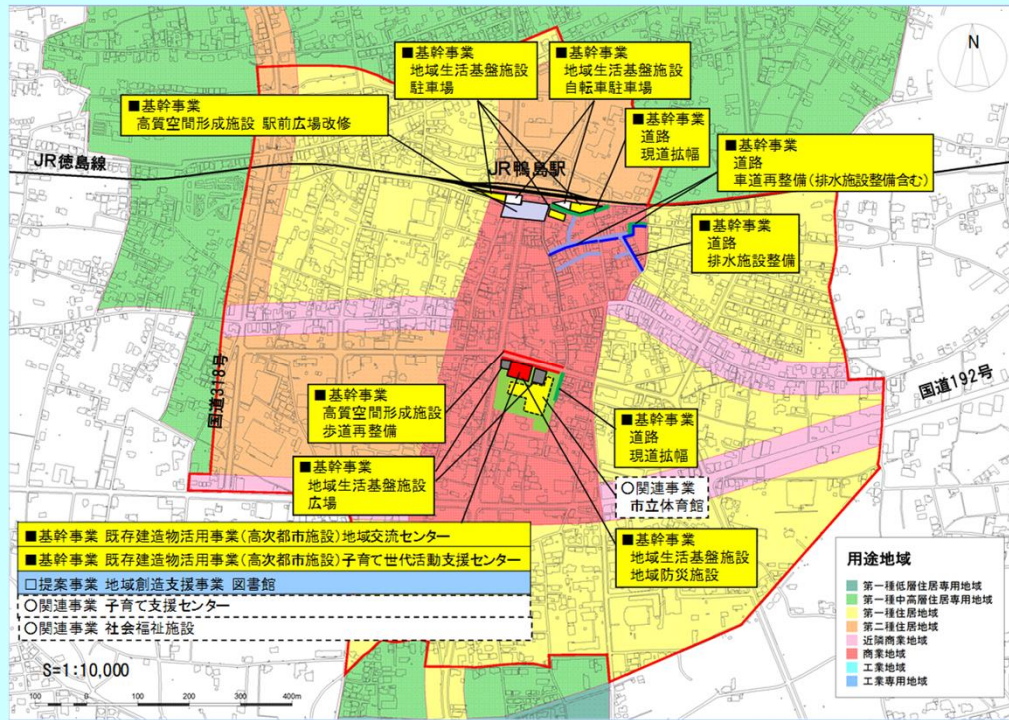 ■基幹事業
地域生活基盤施設
駐車場
■基幹事業
地域生活基盤施設
自転車駐車場
N
■基幹事業
高質空間形成施設 駅前広場改修
■基幹事業
道路
現道拡幅
■基幹事業
道路
車道再整備(排水施設整備含む)
JR徳島線
JR鴨島駅
■基幹事業
道路
排水施設整備
国道318号
国道192号
■基幹事業
高質空間形成施設
歩道再整備
■基幹事業
道路
現道拡幅
■基幹事業
地域生活基盤施設
広場
○関連事業
市立体育館
■基幹事業 既存建造物活用事業(高次都市施設)地域交流センター
■基幹事業 既存建造物活用事業(高次都市施設)子育て世代活動支援センター
□提案事業 地域創造支援事業 図書館
○関連事業 子育て支援センター
○関連事業 社会福祉施設
■基幹事業
地域生活基盤施設
地域防災施設
用途地域
第一種低層住居専用地域
第一種中高層住居専用地域
第一種住居地域
第二種住居地域
近隣商業地域
商業地域
工業地域
工業専用地域
S=1:10,000
100 0 100 200 300 400m